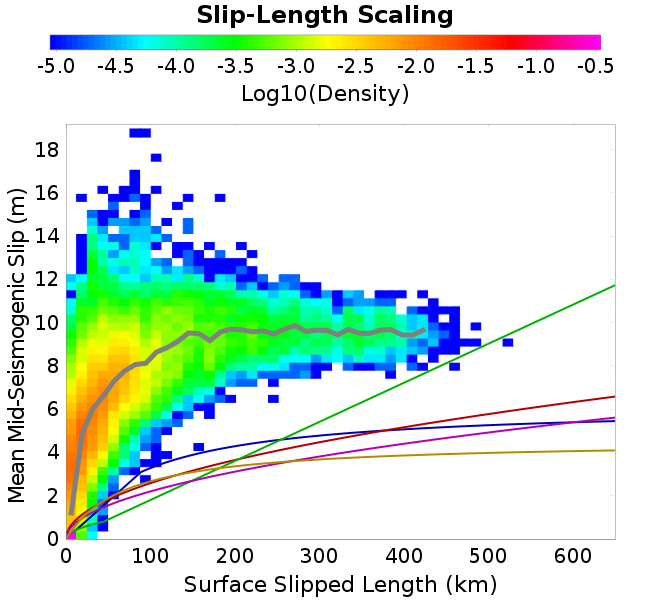 Slip-Length Scaling
-5.0 -4.5 -4.0 -3.5 -3.0 -2.5 -2.0 -1.5 -1.0 -0.5
Log10(Density)
Mean Mid-Seismogenic Slip (m)
18
16
14
12
10
8
6
4
2
0
0 100 200 300 400 500 600
Surface Slipped Length (km)